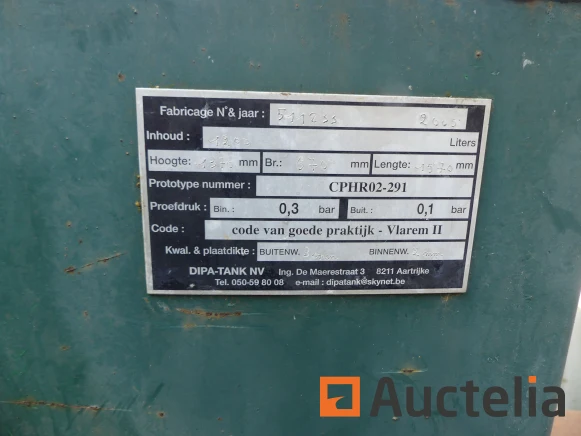 Fabricage N° & jaar :
Inhoud : Liters
Hoogte: mm Br.: mm Lengte: mm
Prototype nummer : CPHR02-291
Proefdruk : Bin. : 0,3 bar Buit. : 0,1 bar
Code : code van goede praktijk - Vlarem II
Kwal. & plaatdikte : BUITENW. BINNENW.
DIPA-TANK NV Ing. De Maerestraat 3 8211 Aartrijke
Tel. 050-59 80 08 e-mail : dipatank@skynet.be
Auctelia